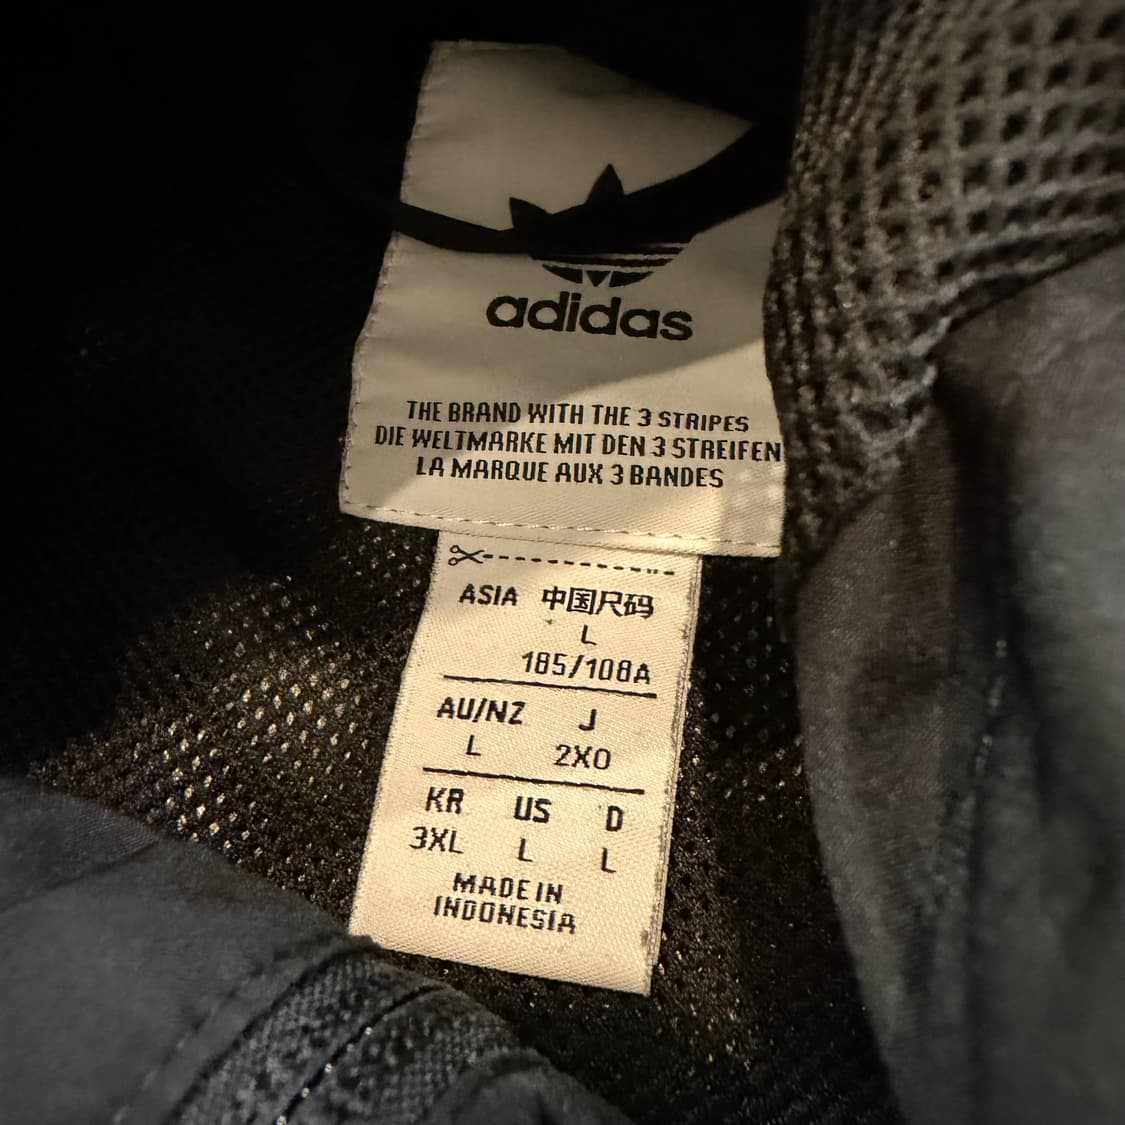 adidas
THE BRAND WITH THE 3 STRIPES
DIE WELTMARKE MIT DEN 3 STREIFEN
LA MARQUE AUX 3 BANDES
ASIA 中国尺码
L
185/108A
AU/NZ J
L 2XO
KR US D
3XL L L
MADE IN
INDONESIA